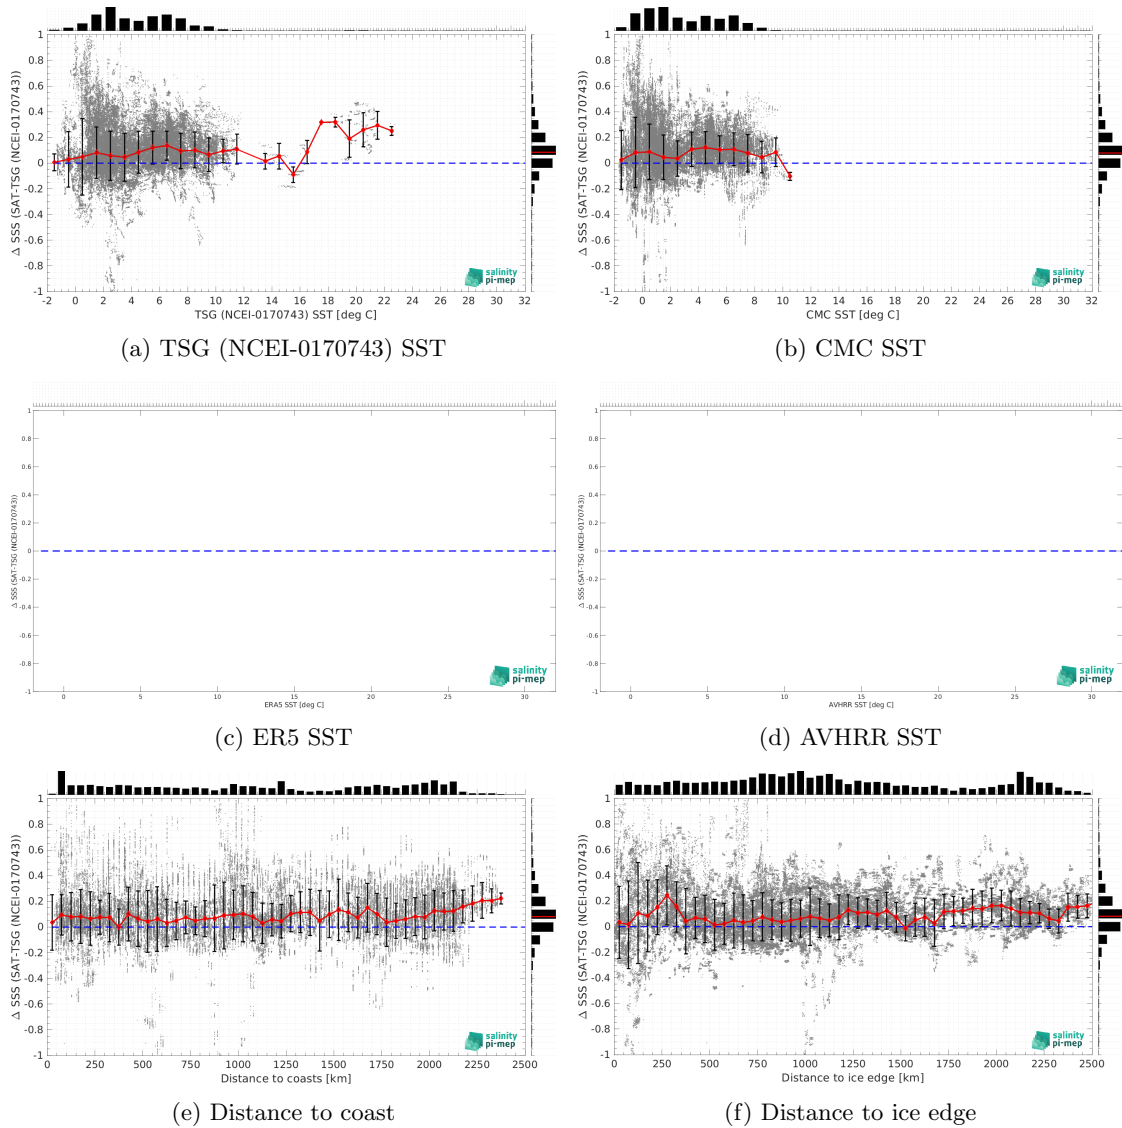 Δ SSS (SAT-TSG (NCEI-0170743))
1
0.8
0.6
0.4
0.2
0
-0.2
-0.4
-0.6
-0.8
-1
salinity
pi-mep
-2 0 2 4 6 8 10 12 14 16 18 20 22 24 26 28 30 32
TSG (NCEI-0170743) SST [deg C]
(a) TSG (NCEI-0170743) SST
Δ SSS (SAT-TSG (NCEI-0170743))
1
0.8
0.6
0.4
0.2
0
-0.2
-0.4
-0.6
-0.8
-1
salinity
pi-mep
-2 0 2 4 6 8 10 12 14 16 18 20 22 24 26 28 30 32
CMC SST [deg C]
(b) CMC SST
Δ SSS (SAT-TSG (NCEI-0170743))
1
0.8
0.6
0.4
0.2
0
-0.2
-0.4
-0.6
-0.8
-1
salinity
pi-mep
0 5 10 15 20 25 30
ERA5 SST [deg C]
(c) ER5 SST
Δ SSS (SAT-TSG (NCEI-0170743))
1
0.8
0.6
0.4
0.2
0
-0.2
-0.4
-0.6
-0.8
-1
salinity
pi-mep
0 5 10 15 20 25 30
AVHRR SST [deg C]
(d) AVHRR SST
Δ SSS (SAT-TSG (NCEI-0170743))
1
0.8
0.6
0.4
0.2
0
-0.2
-0.4
-0.6
-0.8
-1
salinity
pi-mep
0 250 500 750 1000 1250 1500 1750 2000 2250 2500
Distance to coasts [km]
(e) Distance to coast
Δ SSS (SAT-TSG (NCEI-0170743))
1
0.8
0.6
0.4
0.2
0
-0.2
-0.4
-0.6
-0.8
-1
salinity
pi-mep
0 250 500 750 1000 1250 1500 1750 2000 2250 2500
Distance to ice edge [km]
(f) Distance to ice edge